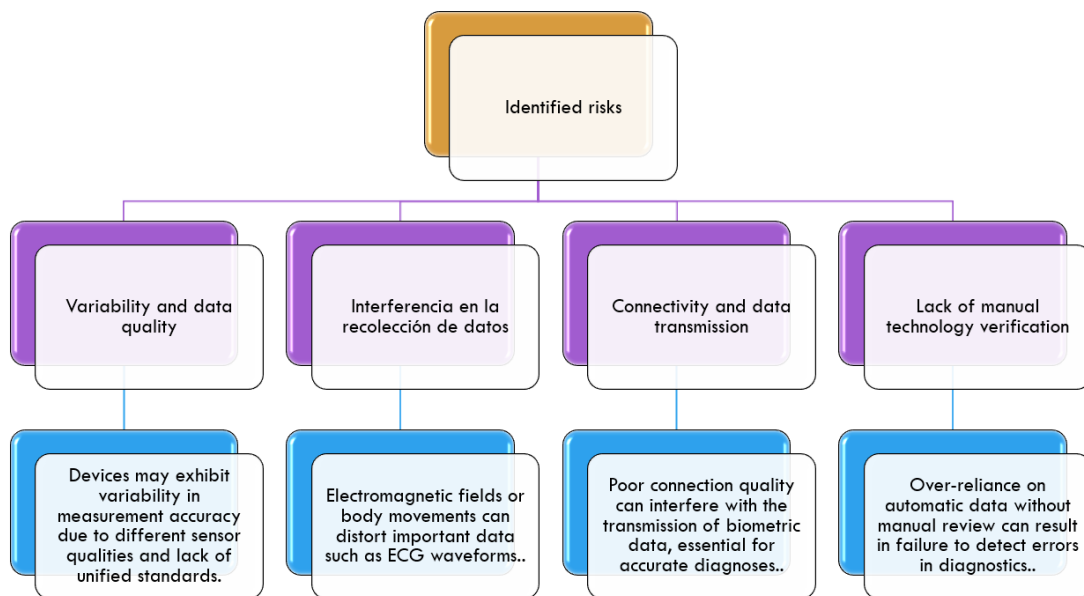 Identified risks
Variability and data
quality
Interferencia en la
recolección de datos
Connectivity and data
transmission
Lack of manual
technology verification
Devices may exhibit
variability in
measurement accuracy
due to different sensor
qualities and lack of
unified standards.
Electromagnetic fields or
body movements can
distort important data
such as ECG waveforms..
Poor connection quality
can interfere with the
transmission of biometric
data, essential for
accurate diagnoses..
Over-reliance on
automatic data without
manual review can result
in failure to detect errors
in diagnostics..